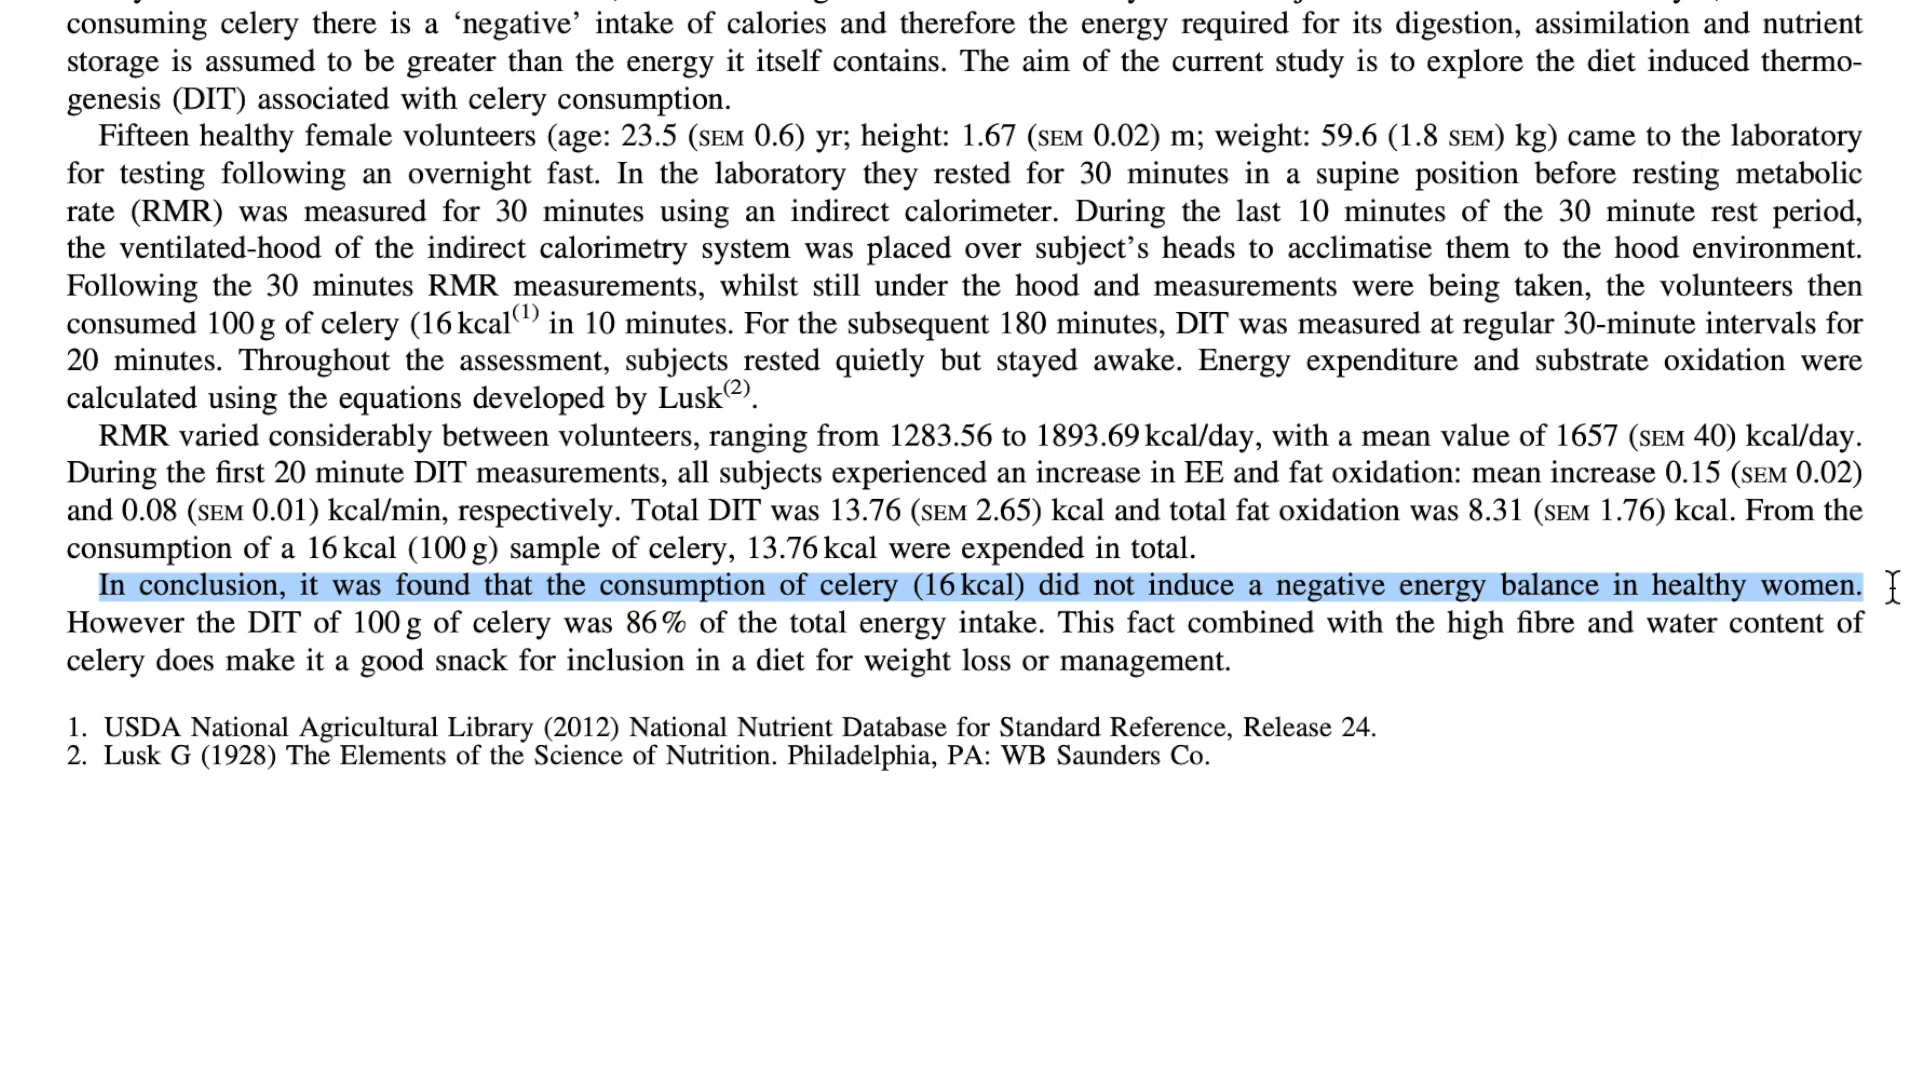 consuming celery there is a ‘negative’ intake of calories and therefore the energy required for its digestion, assimilation and nutrient
storage is assumed to be greater than the energy it itself contains. The aim of the current study is to explore the diet induced thermo-
genesis (DIT) associated with celery consumption.
Fifteen healthy female volunteers (age: 23.5 (SEM 0.6) yr; height: 1.67 (SEM 0.02) m; weight: 59.6 (1.8 SEM) kg) came to the laboratory
for testing following an overnight fast. In the laboratory they rested for 30 minutes in a supine position before resting metabolic
rate (RMR) was measured for 30 minutes using an indirect calorimeter. During the last 10 minutes of the 30 minute rest period,
the ventilated-hood of the indirect calorimetry system was placed over subject’s heads to acclimatise them to the hood environment.
Following the 30 minutes RMR measurements, whilst still under the hood and measurements were being taken, the volunteers then
consumed 100 g of celery (16 kcal(1) in 10 minutes. For the subsequent 180 minutes, DIT was measured at regular 30-minute intervals for
20 minutes. Throughout the assessment, subjects rested quietly but stayed awake. Energy expenditure and substrate oxidation were
calculated using the equations developed by Lusk(2).
RMR varied considerably between volunteers, ranging from 1283.56 to 1893.69 kcal/day, with a mean value of 1657 (SEM 40) kcal/day.
During the first 20 minute DIT measurements, all subjects experienced an increase in EE and fat oxidation: mean increase 0.15 (SEM 0.02)
and 0.08 (SEM 0.01) kcal/min, respectively. Total DIT was 13.76 (SEM 2.65) kcal and total fat oxidation was 8.31 (SEM 1.76) kcal. From the
consumption of a 16 kcal (100 g) sample of celery, 13.76 kcal were expended in total.
In conclusion, it was found that the consumption of celery (16 kcal) did not induce a negative energy balance in healthy women.
However the DIT of 100 g of celery was 86% of the total energy intake. This fact combined with the high fibre and water content of
celery does make it a good snack for inclusion in a diet for weight loss or management.
1. USDA National Agricultural Library (2012) National Nutrient Database for Standard Reference, Release 24.
2. Lusk G (1928) The Elements of the Science of Nutrition. Philadelphia, PA: WB Saunders Co.